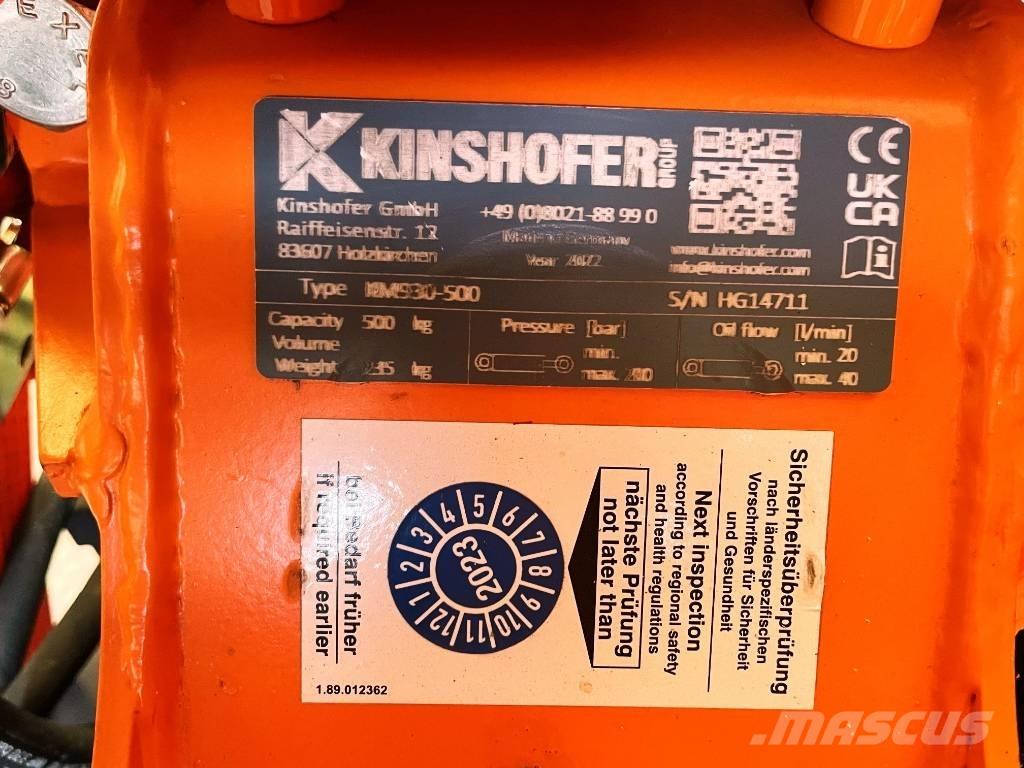 KINSHOFER GROUP
Kinshofer GmbH
Raiffeisenstr. 12
83607 Holzkirchen
+49 (0)8021-88 99 0
Made in Germany
Year 2022
www.kinshofer.com
info@kinshofer.com
CE
UK
CA
Type KM930-500
S/N HG14711
Capacity 500 kg
Volume
Weight kg
Pressure [bar]
min.
max.
Oil flow [l/min]
min. 20
max. 40
Sicherheitsüberprüfung
nach länderspezifischen
Vorschriften für Sicherheit
und Gesundheit
Next inspection
according to regional safety
and health regulations
nächste Prüfung
not later than
1 2 3 4 5 6 7 8 9 10 11 12
2023
bei Bedarf früher
if required earlier
1.89.012362
MASCUS